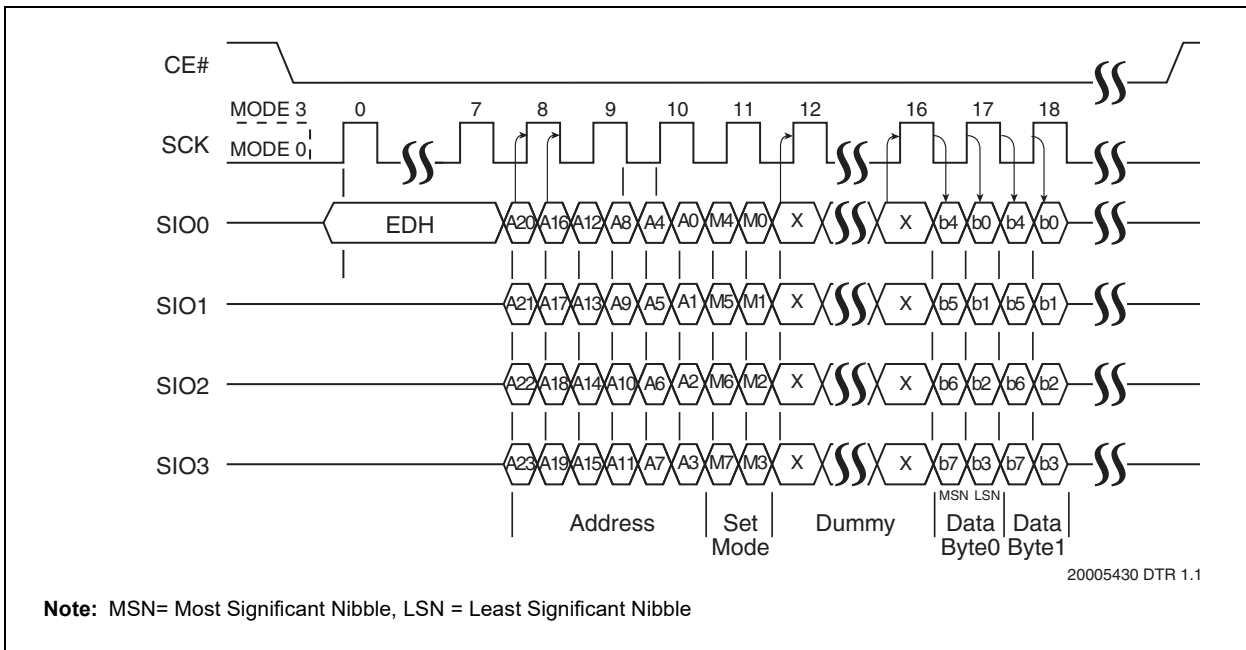 CE#
MODE 3 0 7 8 9 10 11 12 16 17 18
SCK
MODE 0
SIO0 EDH A20 A16 A12 A8 A4 A0 M4 M0 X X b4 b0 b4 b0
SIO1 A21 A17 A13 A9 A5 A1 M5 M1 X X b5 b1 b5 b1
SIO2 A22 A18 A14 A10 A6 A2 M6 M2 X X b6 b2 b6 b2
SIO3 A23 A19 A15 A11 A7 A3 M7 M3 X X b7 b3 b7 b3
MSN LSN
Address Set Dummy Data Data
Mode Byte0 Byte1
20005430 DTR 1.1
Note: MSN= Most Significant Nibble, LSN = Least Significant Nibble